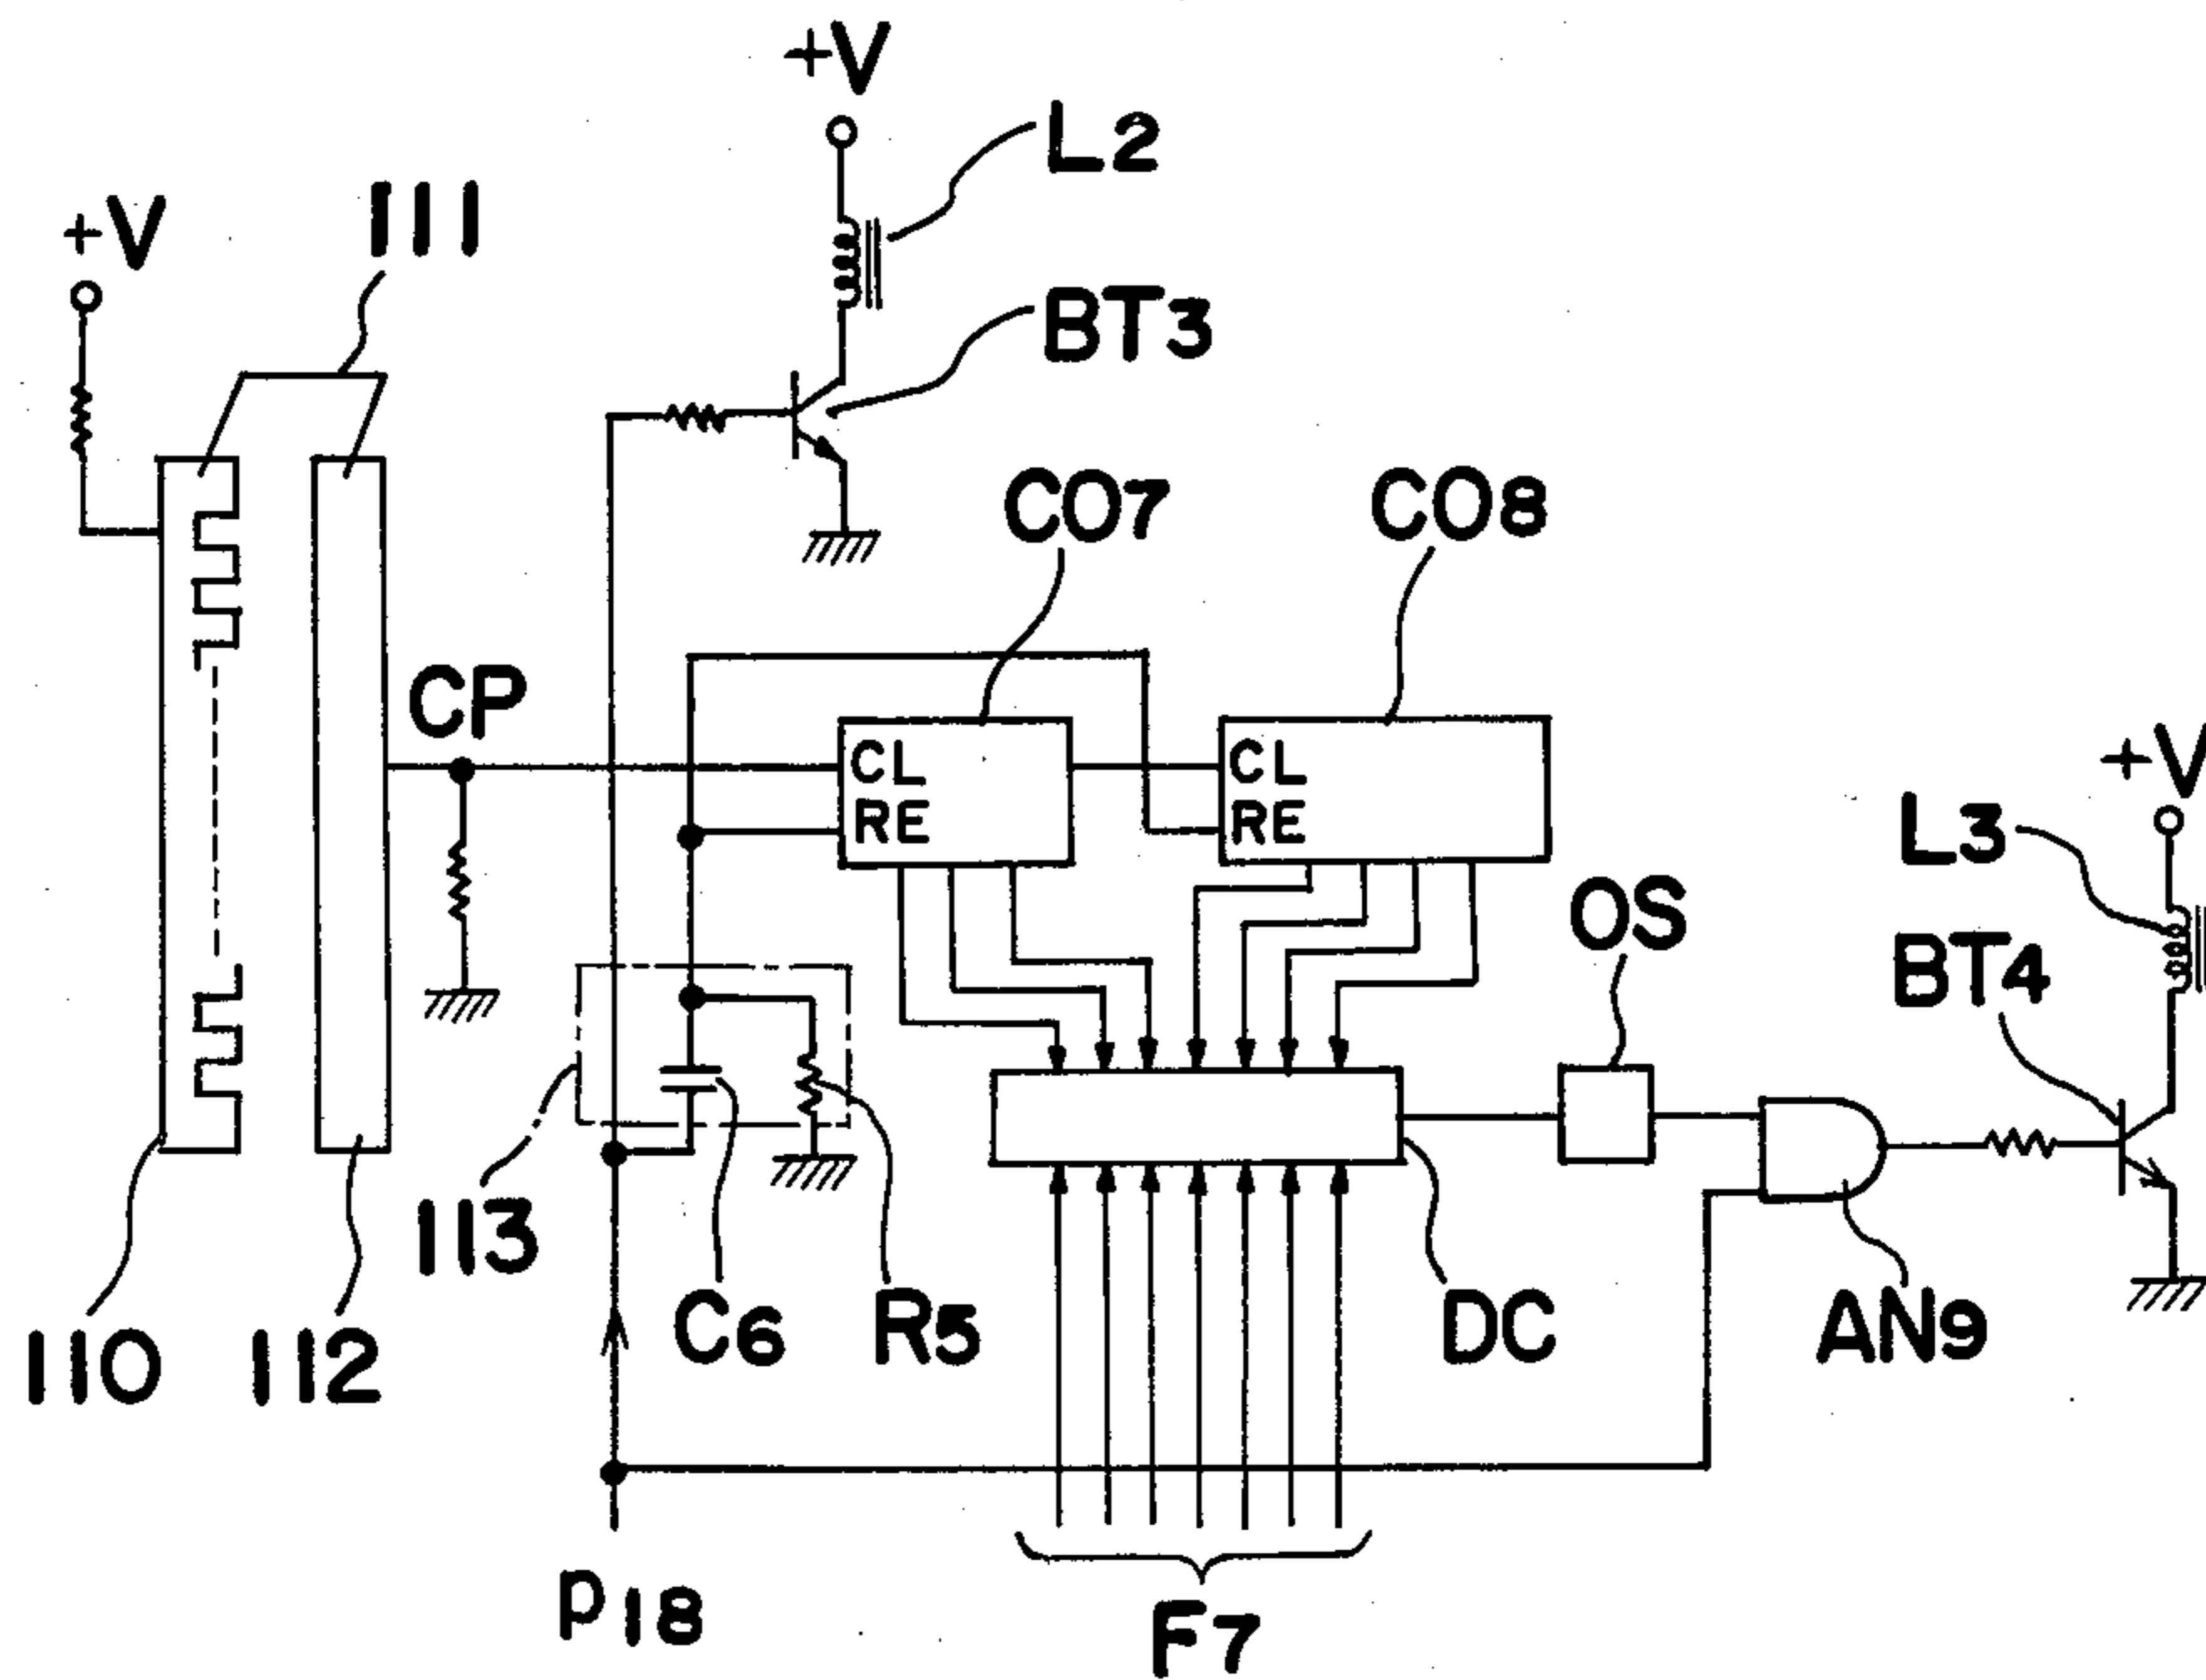 +V
L2
+V
111
BT3
CO7
CO8
CP
CL
RE
CL
RE
+V
L3
OS
BT4
113
C6
R5
DC
AN9
110
112
P18
F7